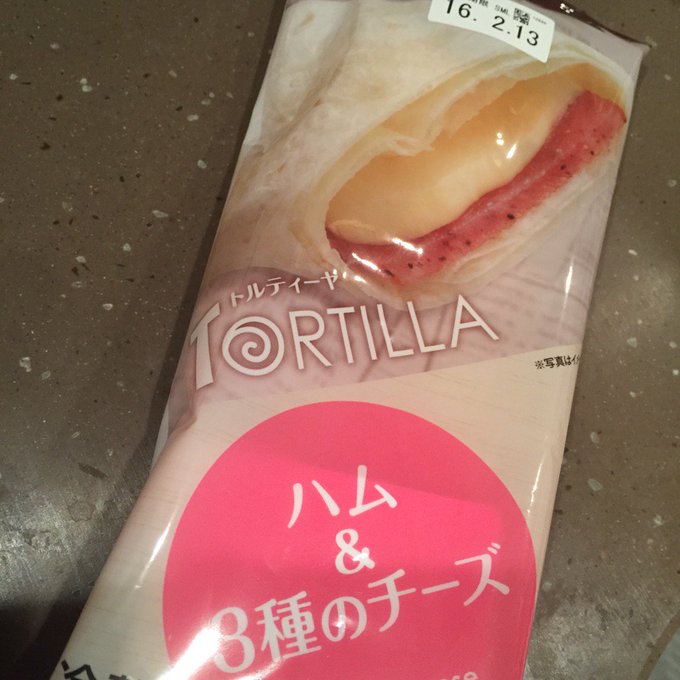 SML
16. 2.13
トルティーヤ
TORTILLA
※写真はイ
ハム
&
3種のチーズ